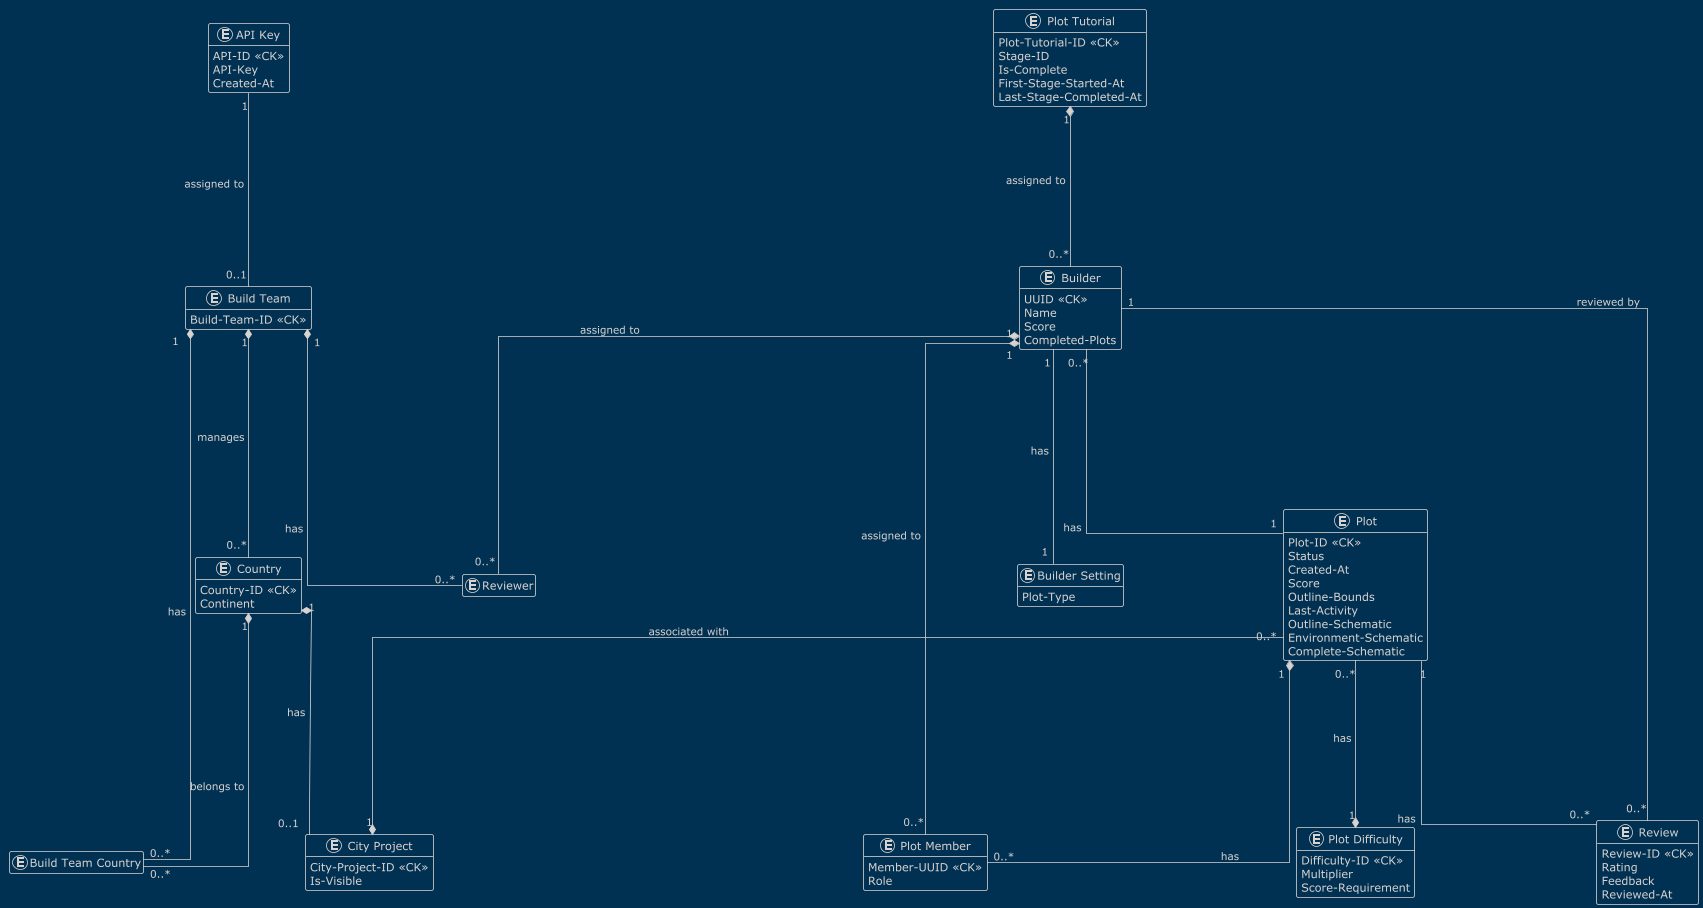 E API Key
API-ID «CK»
API-Key
Created-At
1
assigned to
0..1
E Build Team
Build-Team-ID «CK»
1
1
1
manages
has
has
0..*
E Country
Country-ID «CK»
Continent
1
1
belongs to
has
0..1
E Build Team Country
0..*
0..*
E City Project
City-Project-ID «CK»
Is-Visible
1
associated with
0..*
E Reviewer
0..*
0..*
assigned to
E Plot Tutorial
Plot-Tutorial-ID «CK»
Stage-ID
Is-Complete
First-Stage-Started-At
Last-Stage-Completed-At
1
assigned to
0..*
E Builder
UUID «CK»
Name
Score
Completed-Plots
1
1
1
0..*
1
reviewed by
has
1
E Builder Setting
Plot-Type
has
1
assigned to
0..*
E Plot
Plot-ID «CK»
Status
Created-At
Score
Outline-Bounds
Last-Activity
Outline-Schematic
Environment-Schematic
Complete-Schematic
1
0..*
1
has
has
has
E Plot Member
Member-UUID «CK»
Role
0..*
1
E Plot Difficulty
Difficulty-ID «CK»
Multiplier
Score-Requirement
0..*
0..*
E Review
Review-ID «CK»
Rating
Feedback
Reviewed-At